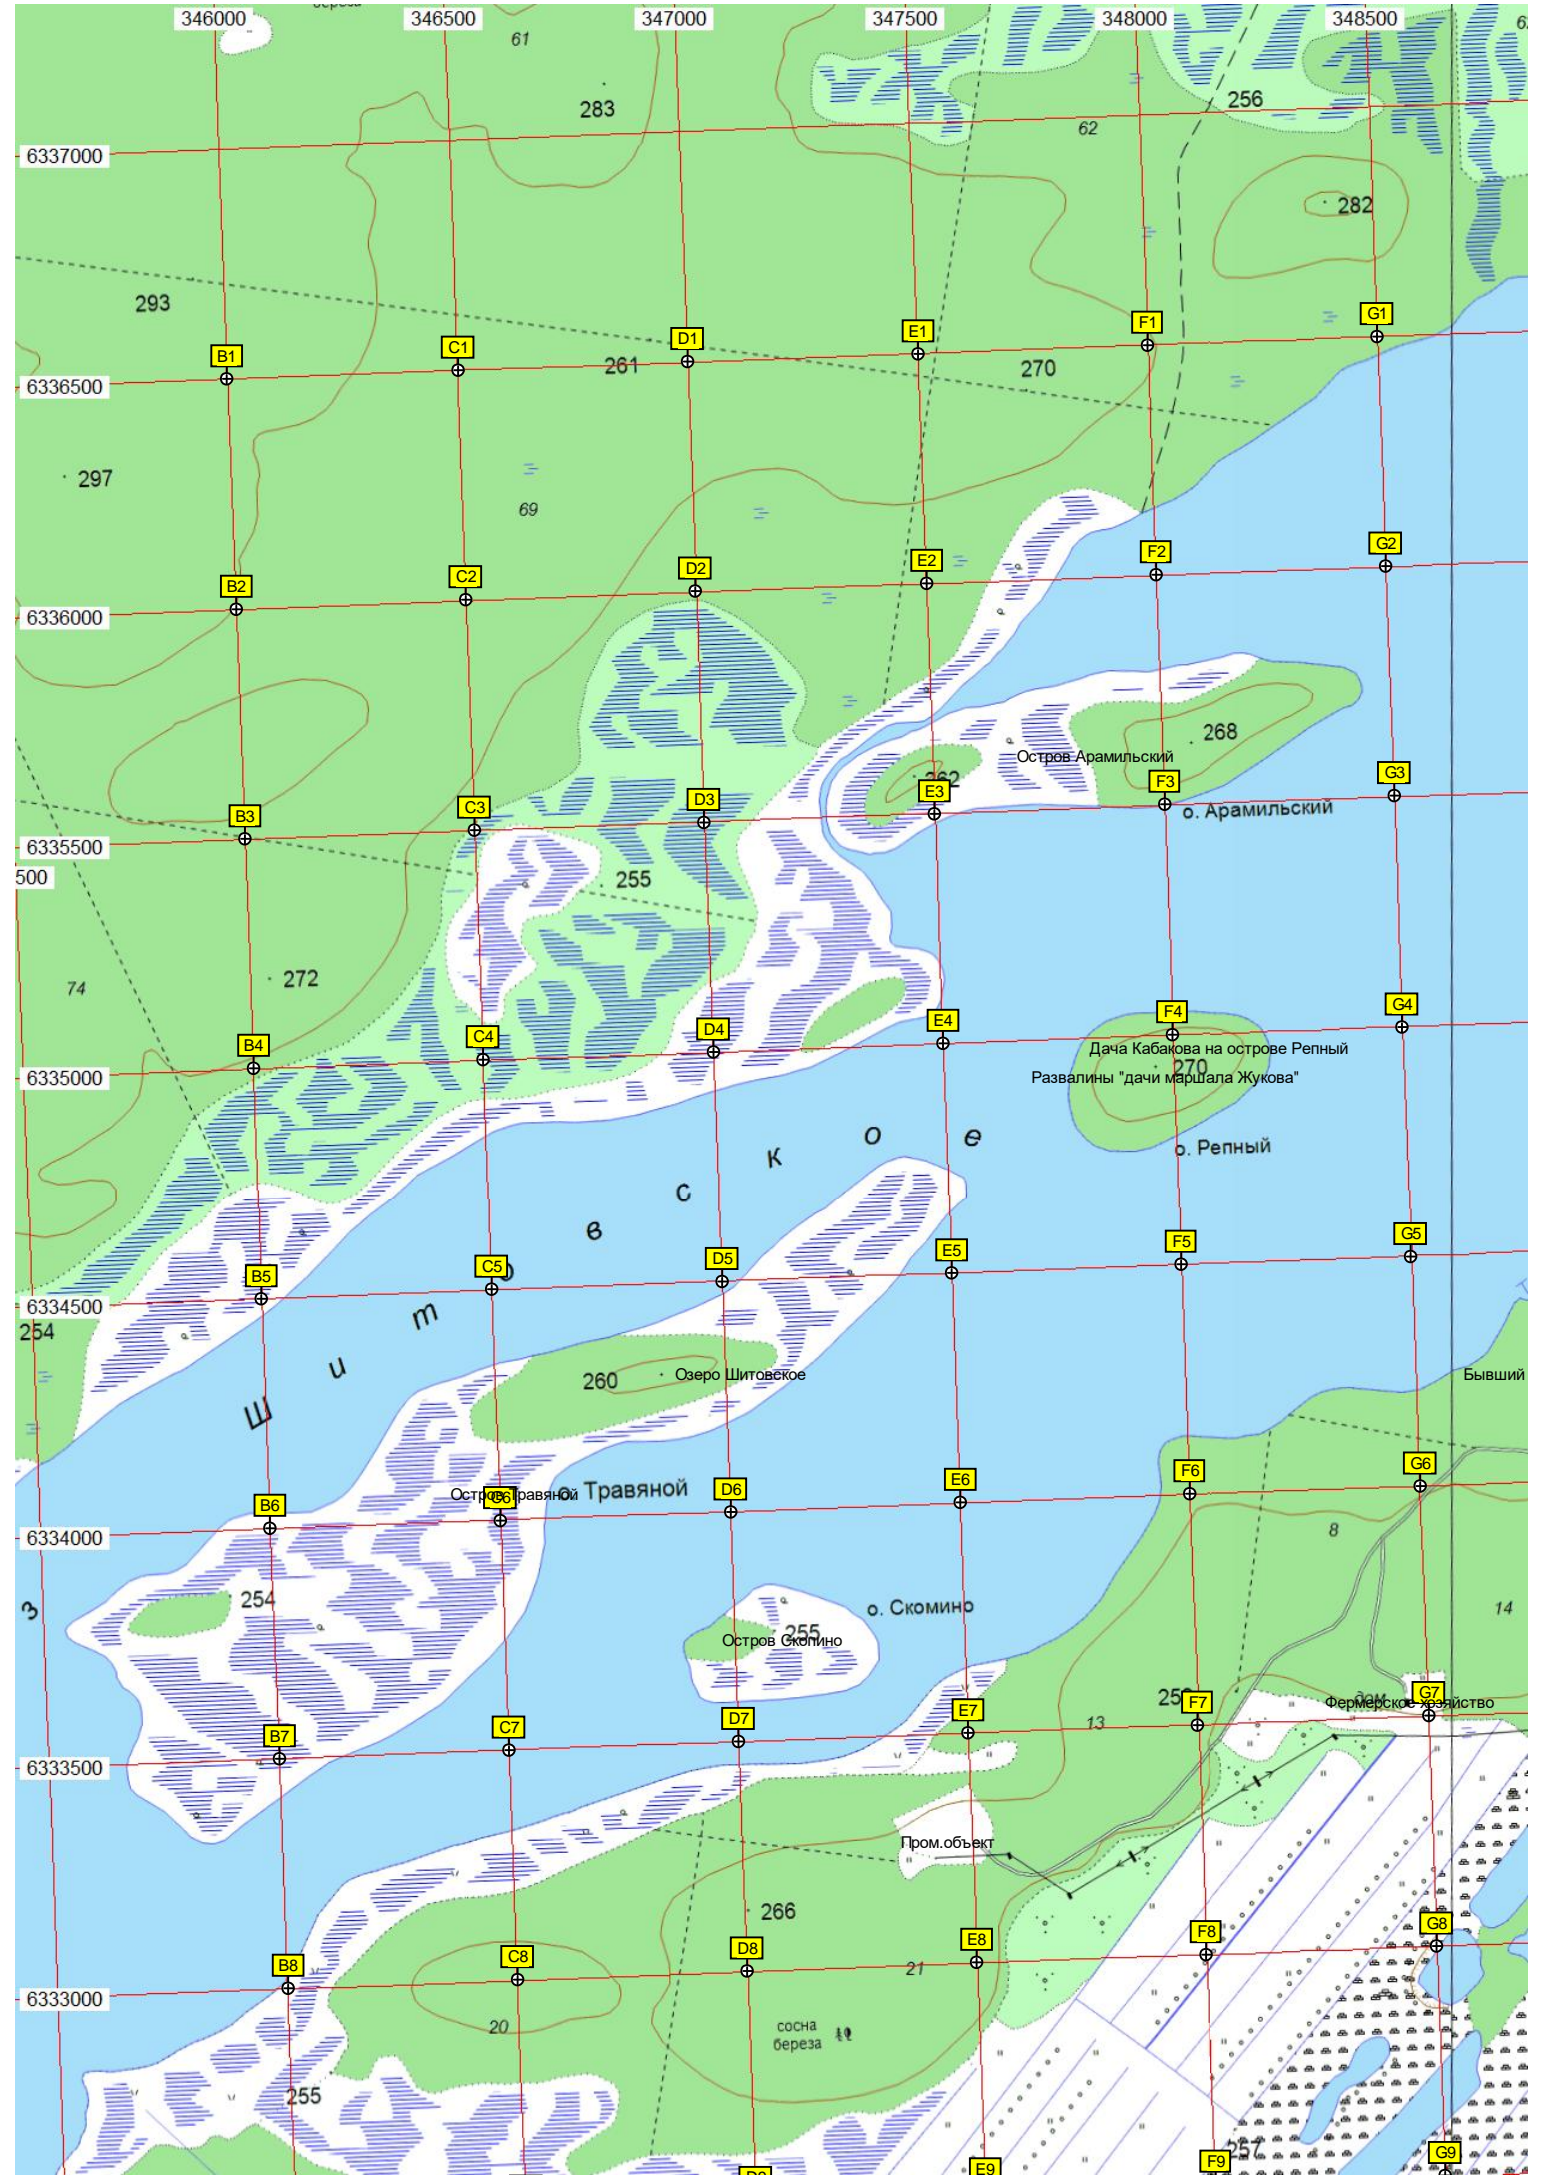 346000 346500 347000 347500 348000 348500
61
283
256
62
6337000
282
293
G1
F1
E1
D1
C1
B1
261
270
6336500
297
69
G2
F2
E2
D2
C2
B2
6336000
268
Остров Арамильский
262
G3
F3
E3
D3
C3
B3
о. Арамильский
6335500
500
255
272
74
G4
F4
E4
D4
C4
B4
Дача Кабакова на острове Репный
270
Развалины "дачи маршала Жукова"
6335000
о. Репный
Ш и т о в с к о е
G5
F5
E5
D5
C5
B5
6334500
254
260
Озеро Шитовское
Бывший
G6
F6
E6
D6
C6
B6
Остров Травяной
о. Травяной
8
6334000
254
з
о. Скомино
14
255
Остров Скопино
G7
F7
E7
D7
C7
B7
дом
Фермерское хозяйство
13
6333500
Пром.объект
266
G8
F8
E8
D8
C8
B8
21
6333000
20
сосна
береза
255
257
G9
F9
E9